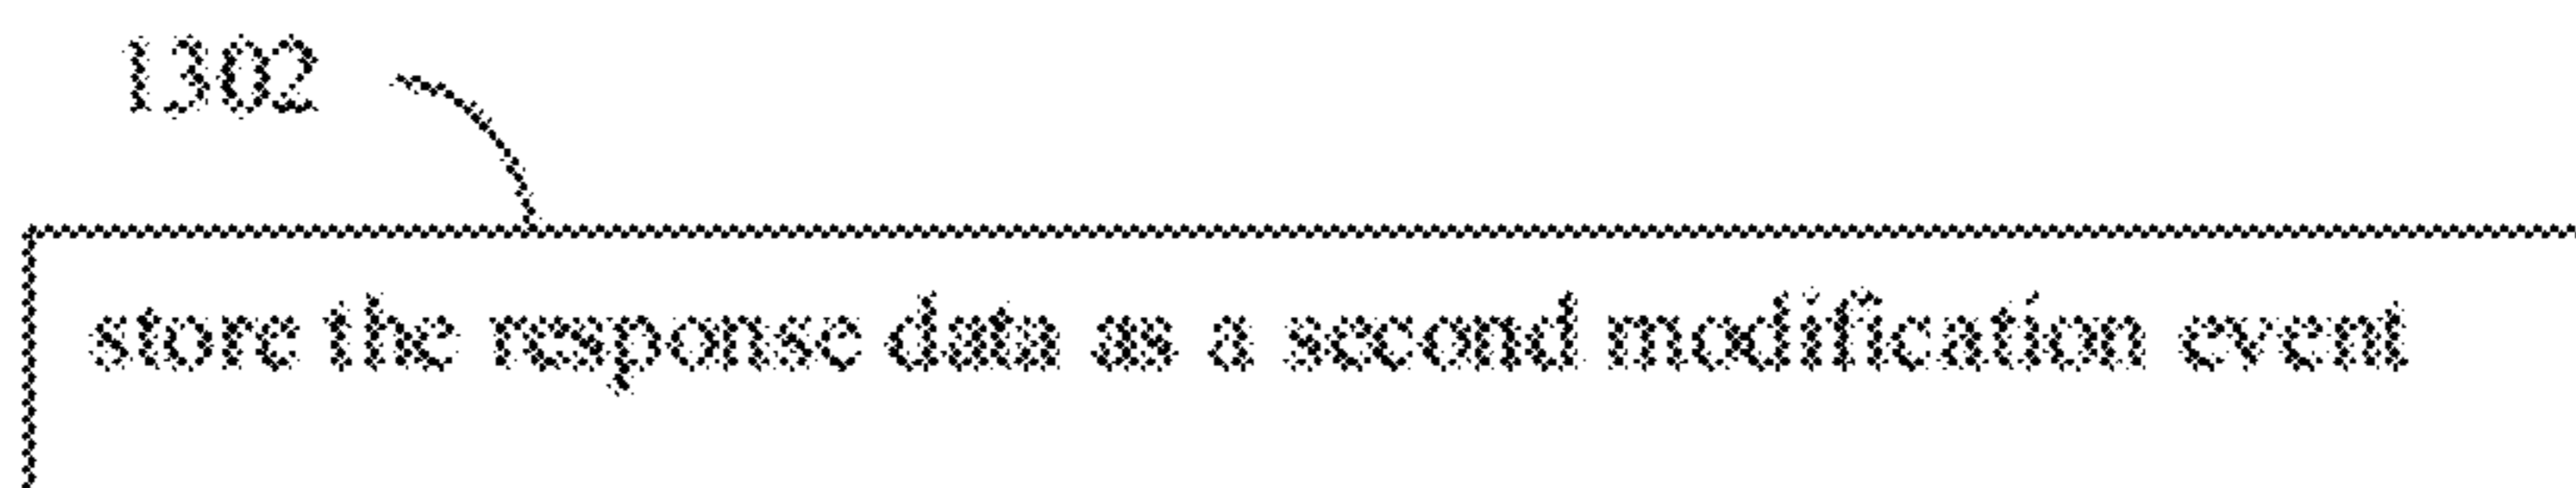 1302
store the response data as a second modification event